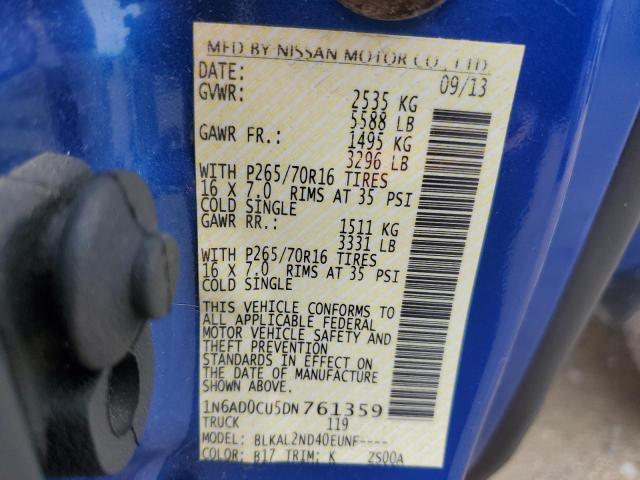 MFD BY NISSAN MOTOR CO., LTD
DATE: 09/13
GVWR: 2535 KG
5588 LB
GAWR FR.: 1495 KG
3296 LB
WITH P265/70R16 TIRES
16 X 7.0 RIMS AT 35 PSI
COLD SINGLE
GAWR RR.: 1511 KG
3331 LB
WITH P265/70R16 TIRES
16 X 7.0 RIMS AT 35 PSI
COLD SINGLE
THIS VEHICLE CONFORMS TO
ALL APPLICABLE FEDERAL
MOTOR VEHICLE SAFETY AND
THEFT PREVENTION
STANDARDS IN EFFECT ON
THE DATE OF MANUFACTURE
SHOWN ABOVE.
1N6AD0CU5DN761359
TRUCK 119
MODEL: BLKAL2ND40EUNF----
COLOR: B17 TRIM: K ZS00A